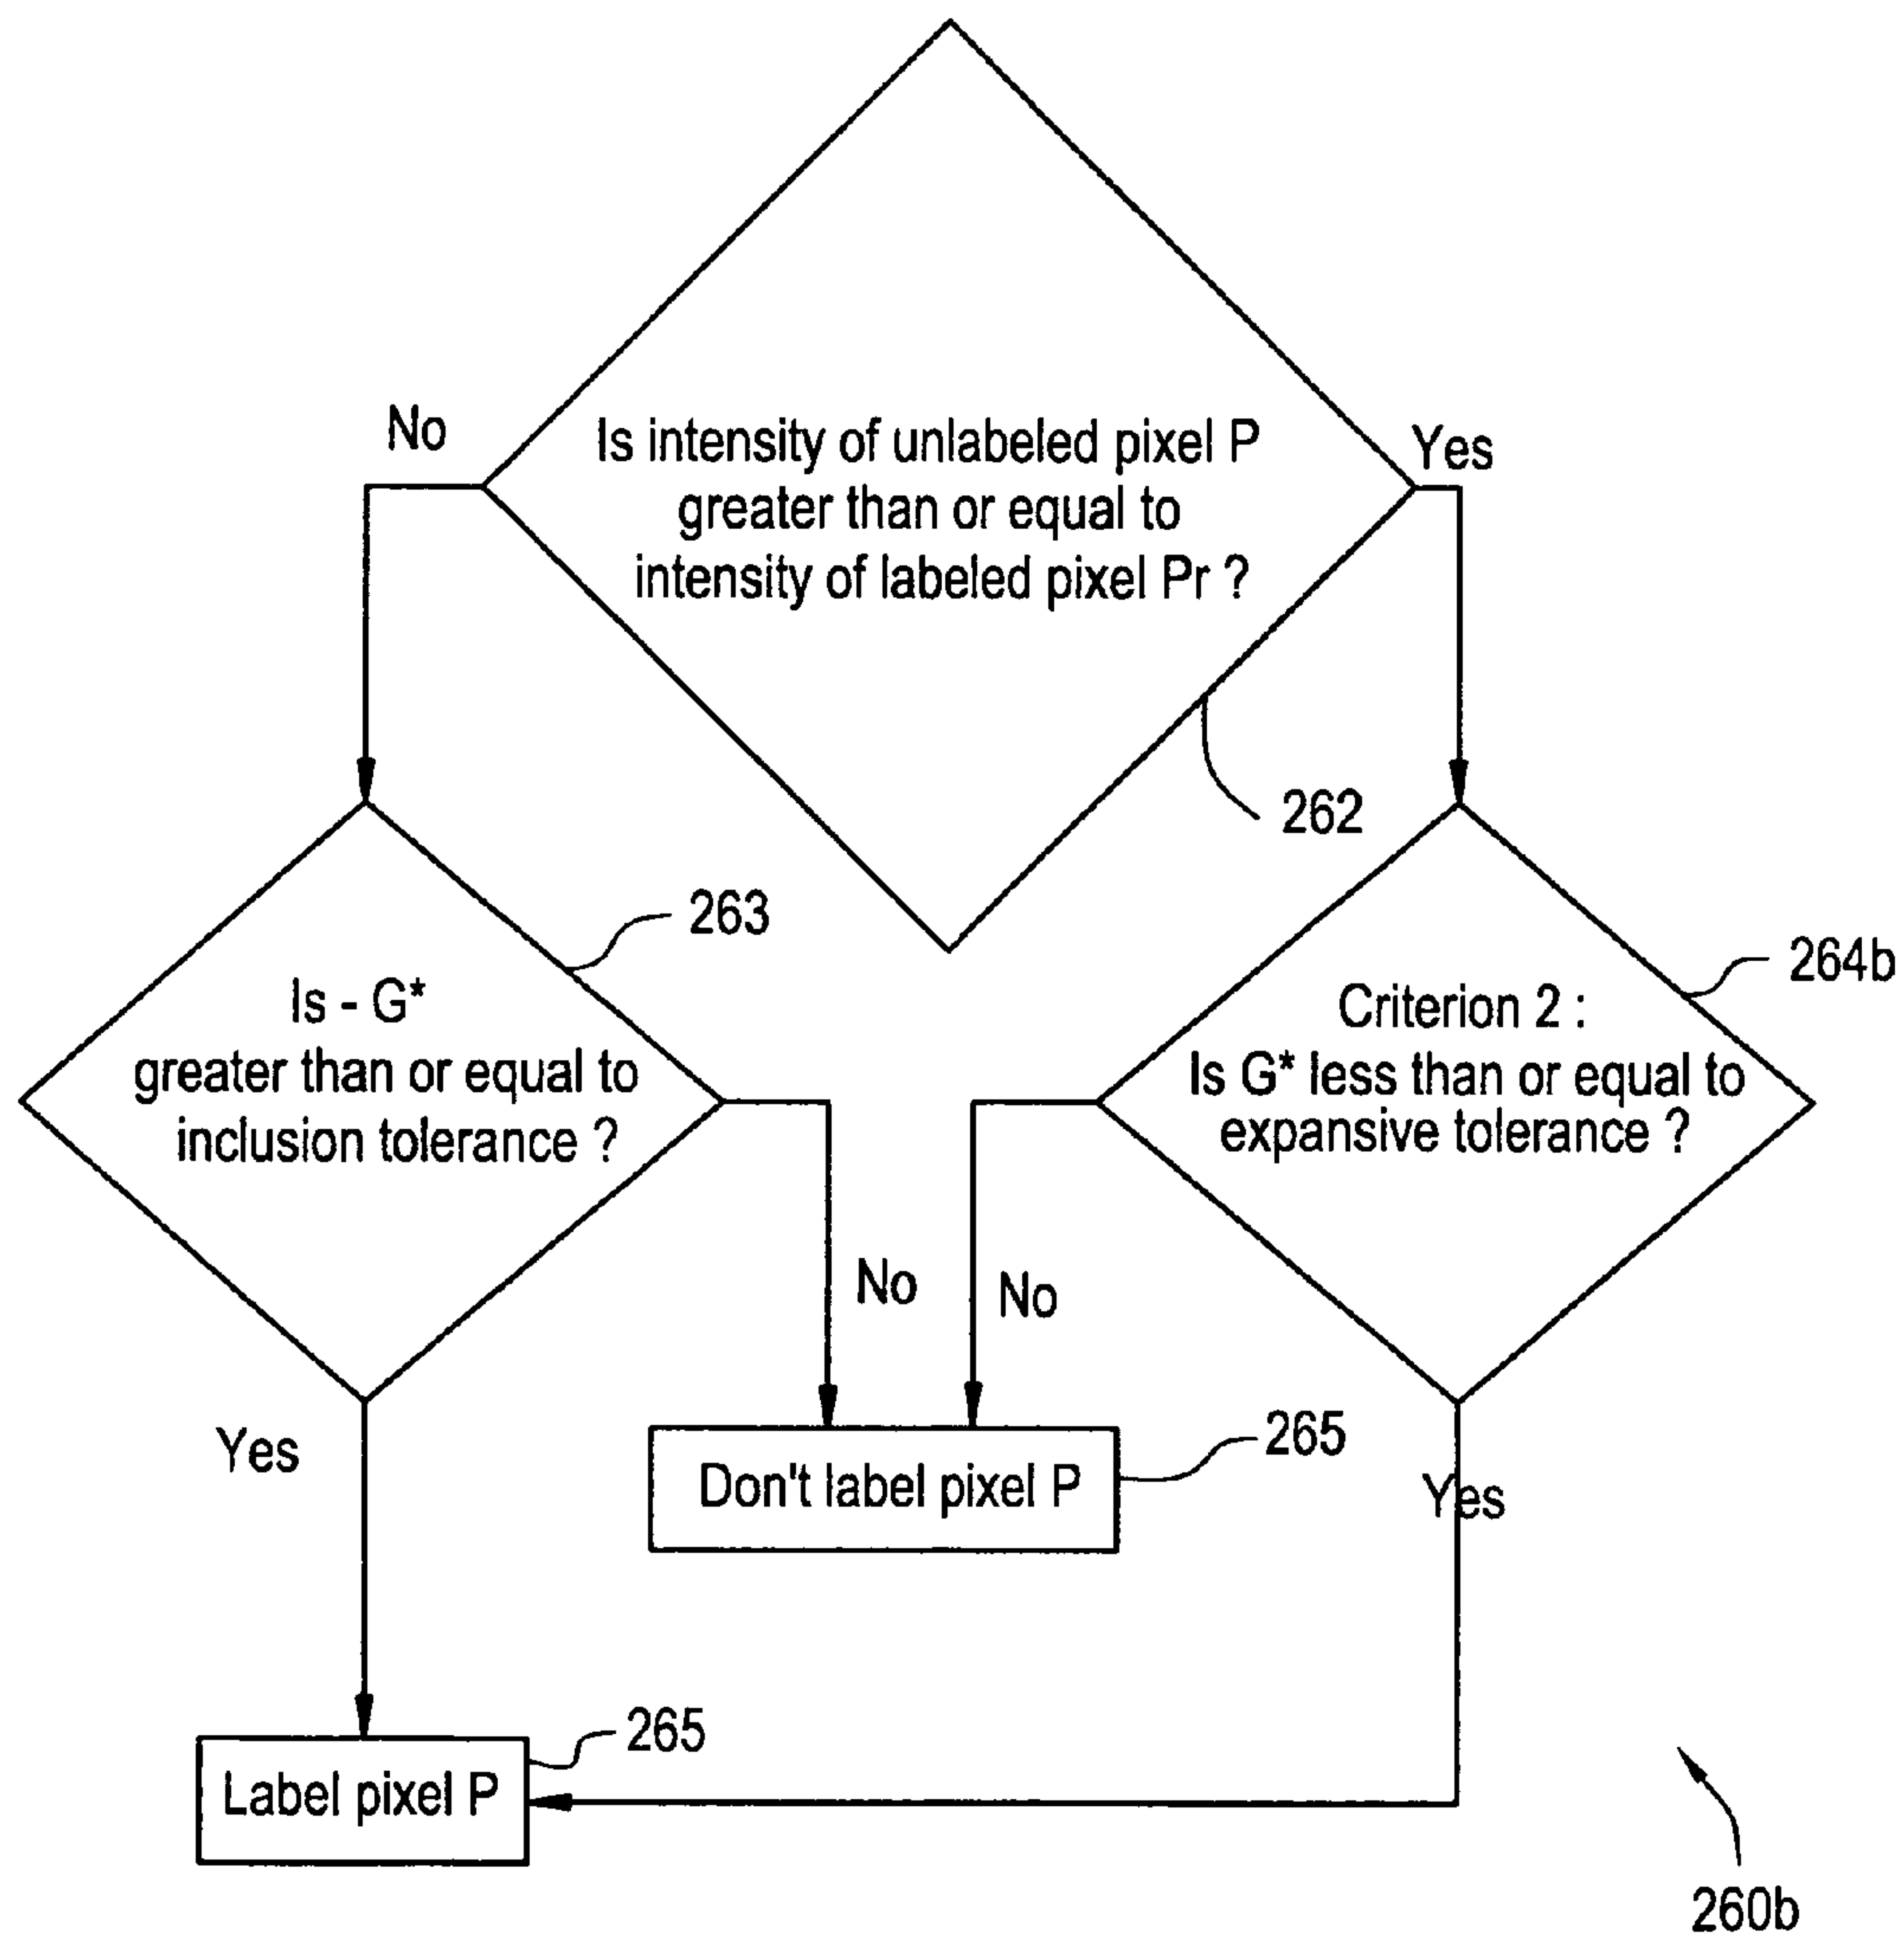 No
Is intensity of unlabeled pixel P
greater than or equal to
intensity of labeled pixel Pr ?
Yes
262
263
Is - G*
greater than or equal to
inclusion tolerance ?
264b
Criterion 2 :
Is G* less than or equal to
expansive tolerance ?
No
No
Yes
Don't label pixel P
265
Yes
265
Label pixel P
260b